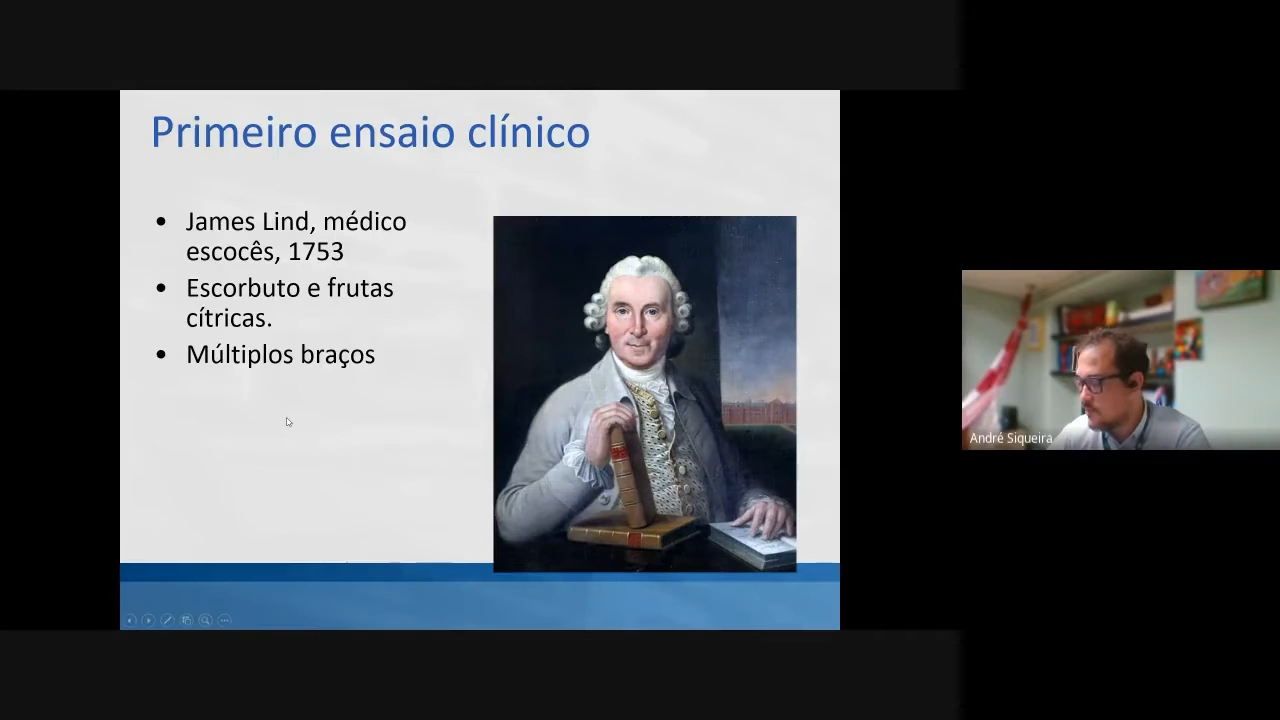 Primeiro ensaio clínico
• James Lind, médico
escocês, 1753
• Escorbuto e frutas
cítricas.
• Múltiplos braços
André Siqueira